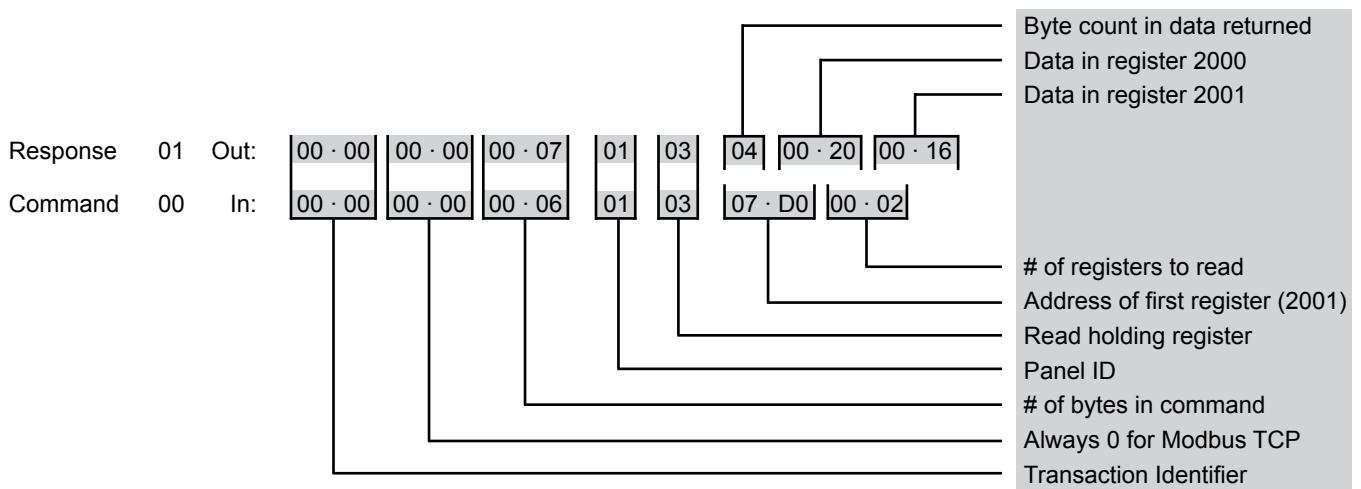 Byte count in data returned
Data in register 2000
Data in register 2001
Response 01 Out: 00 · 00 00 · 00 00 · 07 01 03 04 00 · 20 00 · 16
Command 00 In: 00 · 00 00 · 00 00 · 06 01 03 07 · D0 00 · 02
# of registers to read
Address of first register (2001)
Read holding register
Panel ID
# of bytes in command
Always 0 for Modbus TCP
Transaction Identifier